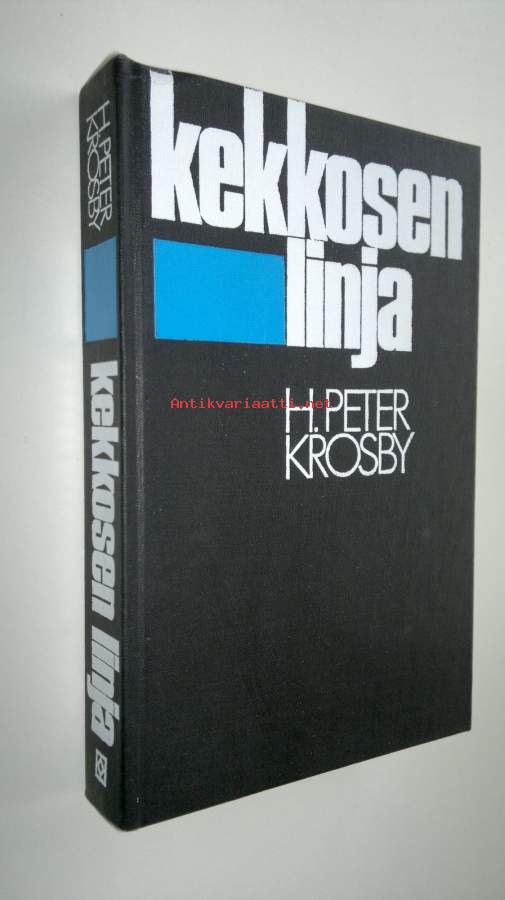 H. PETER
KROSBY
kekkosen linja
kekkosen
linja
Antikvariaatti.net
H. PETER
KROSBY